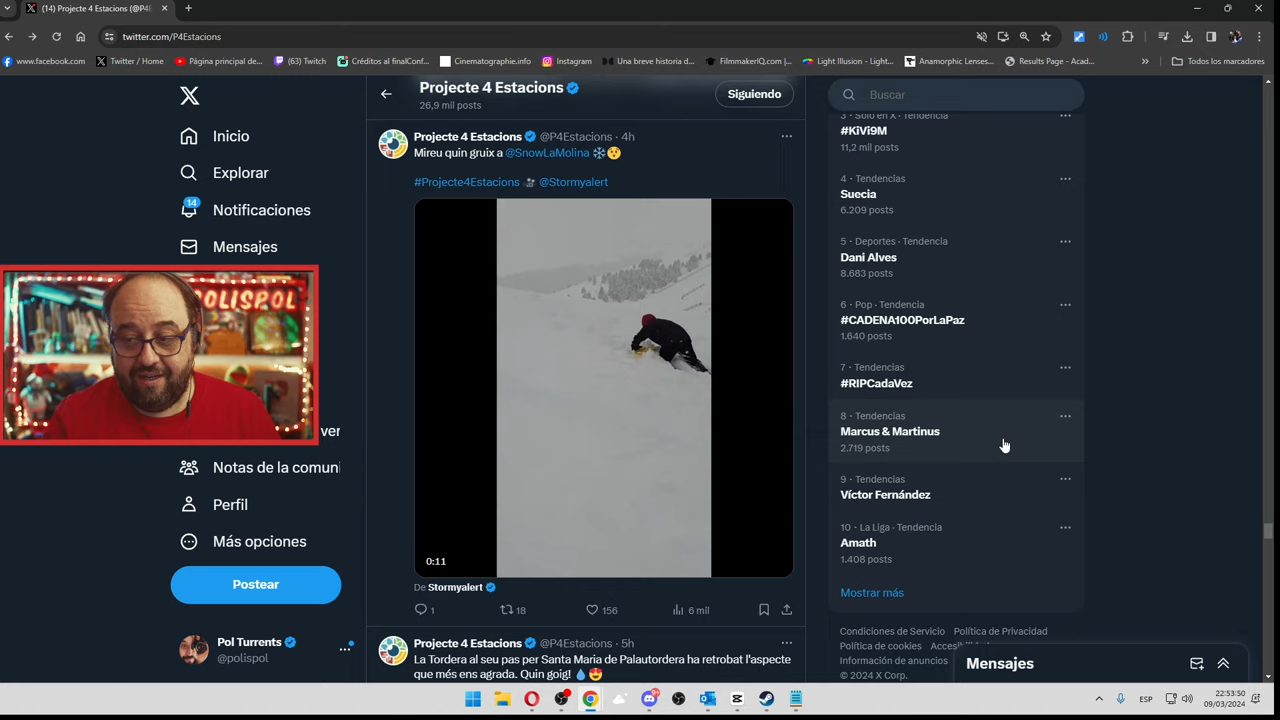 (14) Projecte 4 Estacions (@P4E
twitter.com/P4Estacions
www.facebook.com
Twitter / Home
Página principal de...
(63) Twitch
Créditos al finalConf...
Cinematographie.info
Instagram
Una breve historia d...
FilmmakerIQ.com/...
Light Illusion - Light...
Anamorphic Lenses...
Results Page - Acad...
»
Todos los marcadores
Inicio
Explorar
14
Notificaciones
Mensajes
POLISPOL
ver
Notas de la comuni
Perfil
Más opciones
Postear
Pol Turrents
@polispol
Projecte 4 Estacions
26,9 mil posts
Siguiendo
Projecte 4 Estacions @P4Estacions · 4h
Mireu quin gruix a @SnowLaMolina ❄️😯
#Projecte4Estacions 🎥 @Stormyalert
0:11
De Stormyalert
1
18
156
6 mil
Projecte 4 Estacions @P4Estacions · 5h
La Tordera al seu pas per Santa Maria de Palautordera ha retrobat l'aspecte
que més ens agrada. Quin goig! 💧😍
Buscar
3 · Solo en X · Tendencia
#KiVi9M
11,2 mil posts
4 · Tendencias
Suecia
6.209 posts
5 · Deportes · Tendencia
Dani Alves
8.683 posts
6 · Pop · Tendencia
#CADENA100PorLaPaz
1.640 posts
7 · Tendencias
#RIPCadaVez
8 · Tendencias
Marcus & Martinus
2.719 posts
9 · Tendencias
Víctor Fernández
10 · La Liga · Tendencia
Amath
1.408 posts
Mostrar más
Condiciones de Servicio Política de Privacidad
Política de cookies
Información de anuncios
© 2024 X Corp.
Mensajes
ESP
22:53:50
09/03/2024